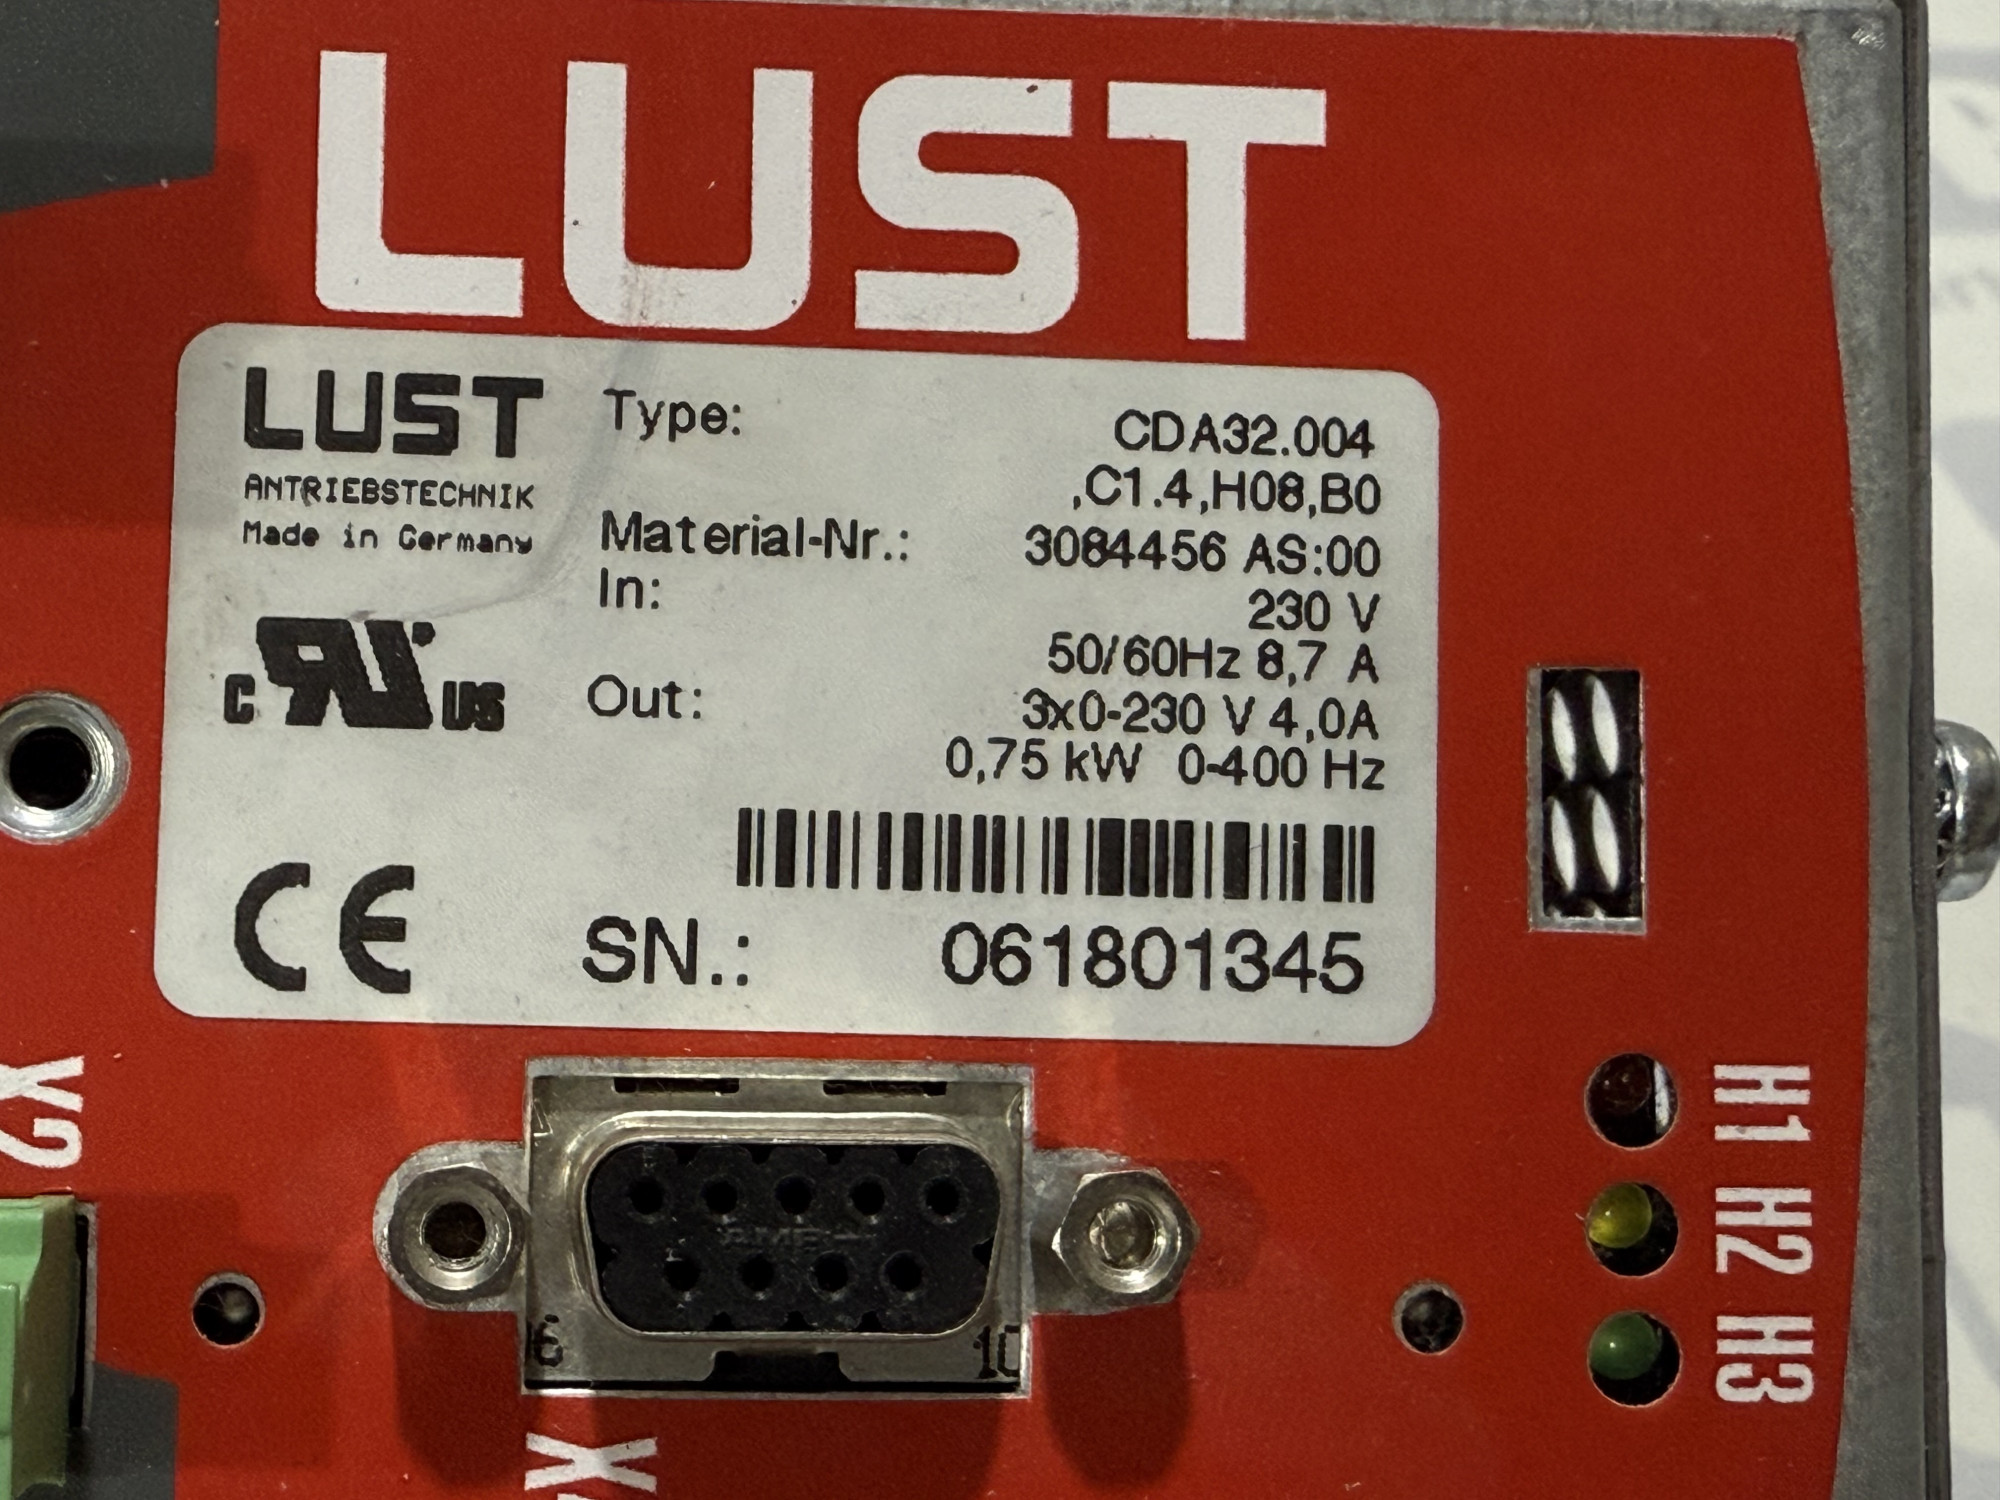 LUST
LUST
ANTRIEBSTECHNIK
Made in Germany
Type: CDA32.004
,C1.4,H08,B0
Material-Nr.: 3084456 AS:00
In: 230 V
50/60Hz 8,7 A
Out: 3x0-230 V 4,0A
0,75 kW 0-400 Hz
C RU US
CE
SN.: 061801345
X2
H1 H2 H3
AMP
6 10